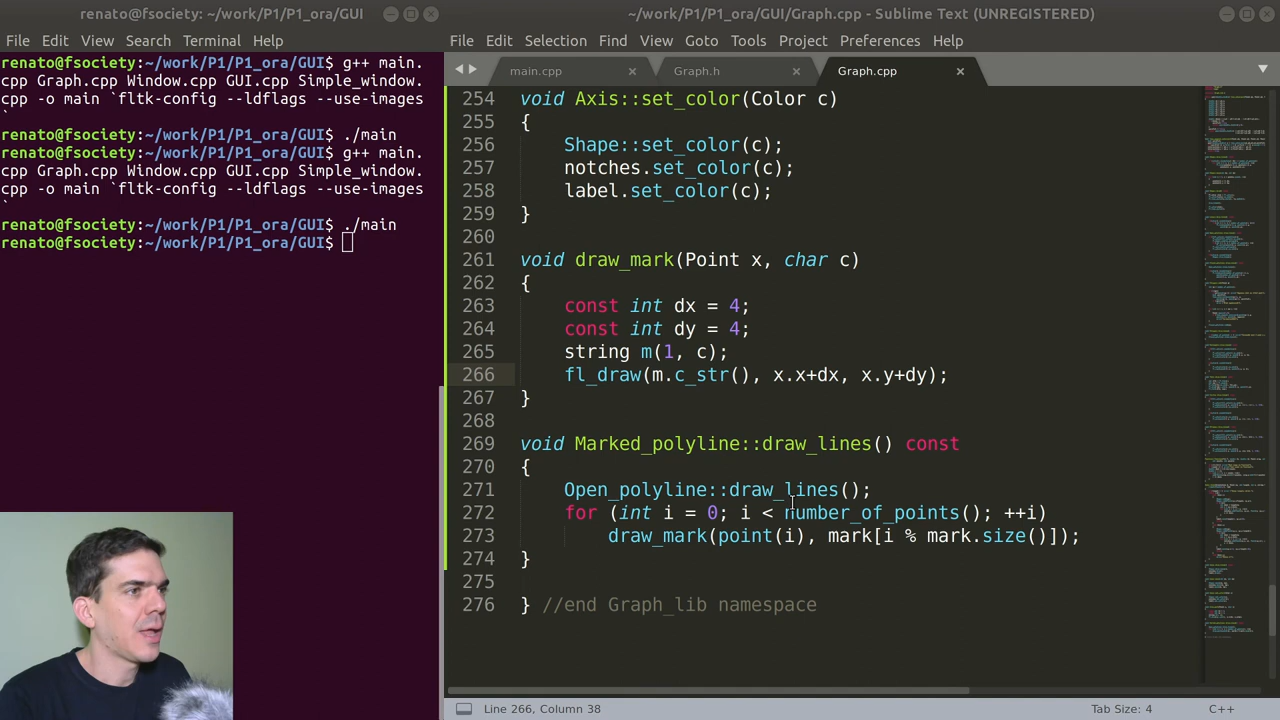 renato@fsociety: ~/work/P1/P1_ora/GUI
File Edit View Search Terminal Help
renato@fsociety:~/work/P1/P1_ora/GUI$ g++ main.
cpp Graph.cpp Window.cpp GUI.cpp Simple_window.
cpp -o main `fltk-config --ldflags --use-images
`
renato@fsociety:~/work/P1/P1_ora/GUI$ ./main
renato@fsociety:~/work/P1/P1_ora/GUI$ g++ main.
cpp Graph.cpp Window.cpp GUI.cpp Simple_window.
cpp -o main `fltk-config --ldflags --use-images
`
renato@fsociety:~/work/P1/P1_ora/GUI$ ./main
renato@fsociety:~/work/P1/P1_ora/GUI$
~/work/P1/P1_ora/GUI/Graph.cpp - Sublime Text (UNREGISTERED)
File Edit Selection Find View Goto Tools Project Preferences Help
main.cpp Graph.h Graph.cpp
254 void Axis::set_color(Color c)
255 {
256     Shape::set_color(c);
257     notches.set_color(c);
258     label.set_color(c);
259 }
260
261 void draw_mark(Point x, char c)
262 {
263     const int dx = 4;
264     const int dy = 4;
265     string m(1, c);
266     fl_draw(m.c_str(), x.x+dx, x.y+dy);
267 }
268
269 void Marked_polyline::draw_lines() const
270 {
271     Open_polyline::draw_lines();
272     for (int i = 0; i < number_of_points(); ++i)
273         draw_mark(point(i), mark[i % mark.size()]);
274 }
275
276 } //end Graph_lib namespace
Line 266, Column 38
Tab Size: 4
C++